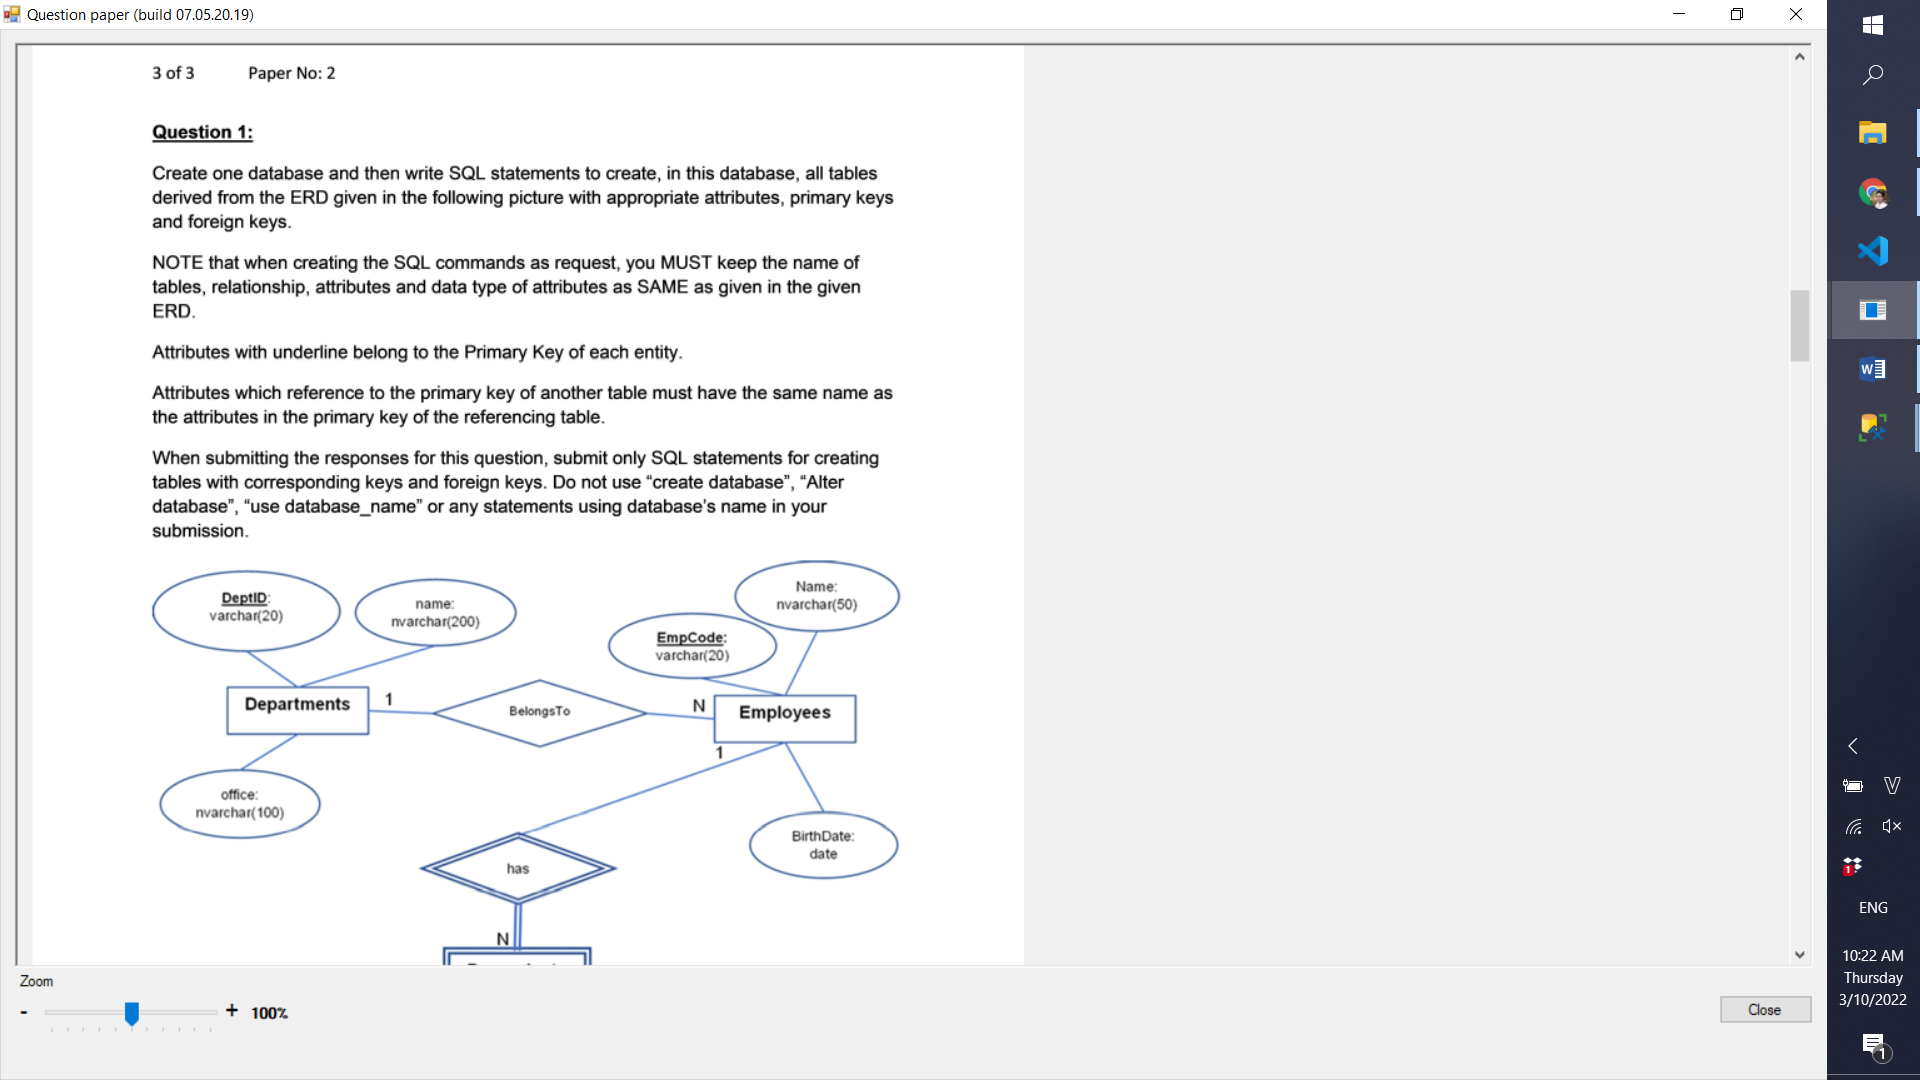 Question paper (build 07.05.20.19)
3 of 3 Paper No: 2
Question 1:
Create one database and then write SQL statements to create, in this database, all tables
derived from the ERD given in the following picture with appropriate attributes, primary keys
and foreign keys.
NOTE that when creating the SQL commands as request, you MUST keep the name of
tables, relationship, attributes and data type of attributes as SAME as given in the given
ERD.
Attributes with underline belong to the Primary Key of each entity.
Attributes which reference to the primary key of another table must have the same name as
the attributes in the primary key of the referencing table.
When submitting the responses for this question, submit only SQL statements for creating
tables with corresponding keys and foreign keys. Do not use “create database”, “Alter
database”, “use database_name” or any statements using database’s name in your
submission.
DeptID:
varchar(20)
name:
nvarchar(200)
Name:
nvarchar(50)
EmpCode:
varchar(20)
Departments
1
BelongsTo
N
Employees
1
office:
nvarchar(100)
BirthDate:
date
has
N
Zoom
- + 100%
Close
W
1
ENG
10:22 AM
Thursday
3/10/2022
1